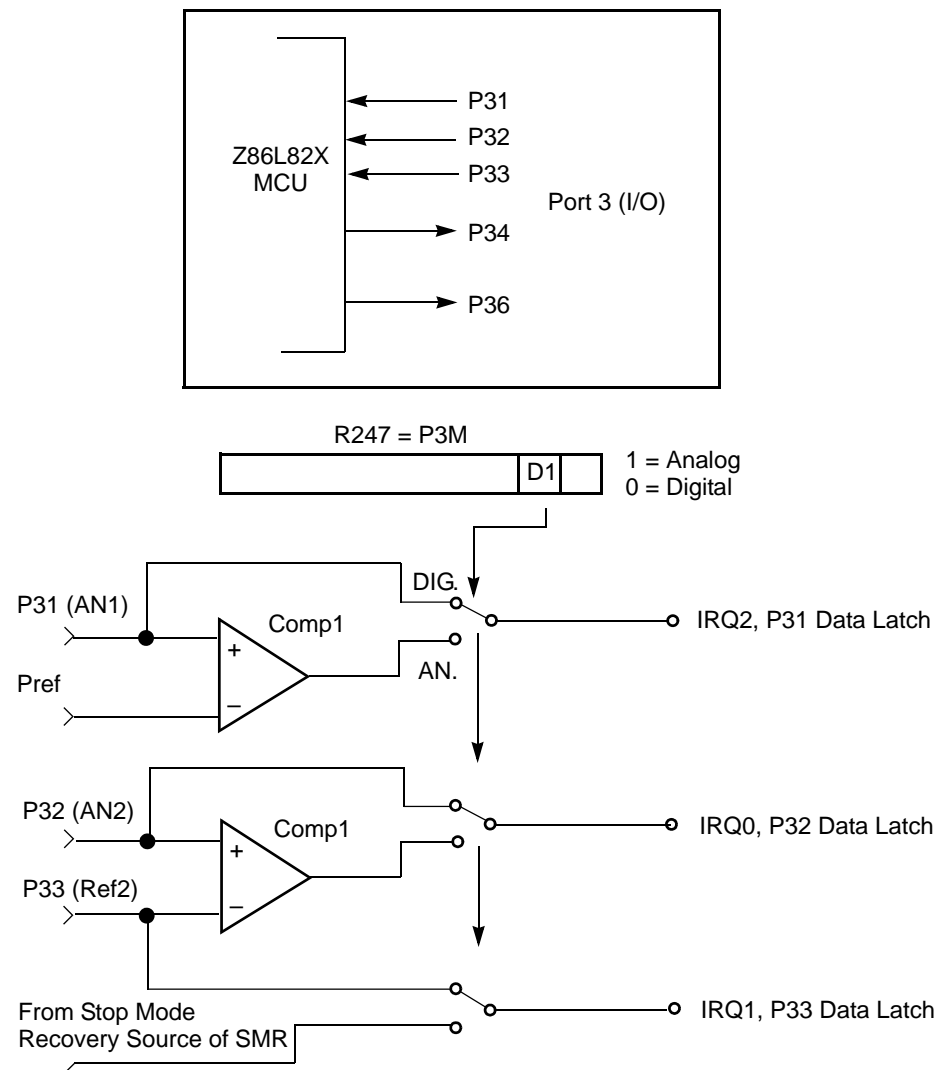 P31
P32
P33
Z86L82X
MCU
Port 3 (I/O)
P34
P36
R247 = P3M
D1
1 = Analog
0 = Digital
DIG.
P31 (AN1)
Comp1
+
IRQ2, P31 Data Latch
AN.
Pref
–
P32 (AN2)
Comp1
+
IRQ0, P32 Data Latch
P33 (Ref2)
–
From Stop Mode
Recovery Source of SMR
IRQ1, P33 Data Latch